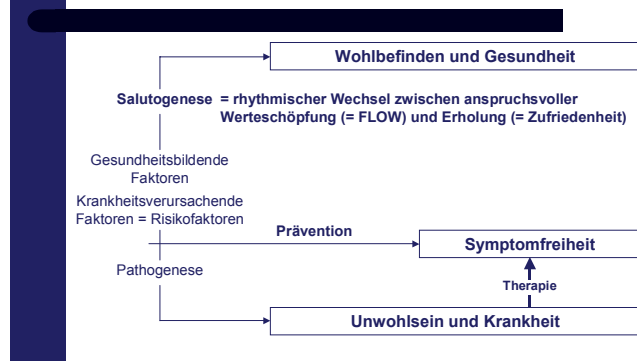 Wohlbefinden und Gesundheit
Salutogenese = rhythmischer Wechsel zwischen anspruchsvoller
Werteschöpfung (= FLOW) und Erholung (= Zufriedenheit)
Gesundheitsbildende
Faktoren
Krankheitsverursachende
Faktoren = Risikofaktoren
Prävention
Symptomfreiheit
Pathogenese
Therapie
Unwohlsein und Krankheit